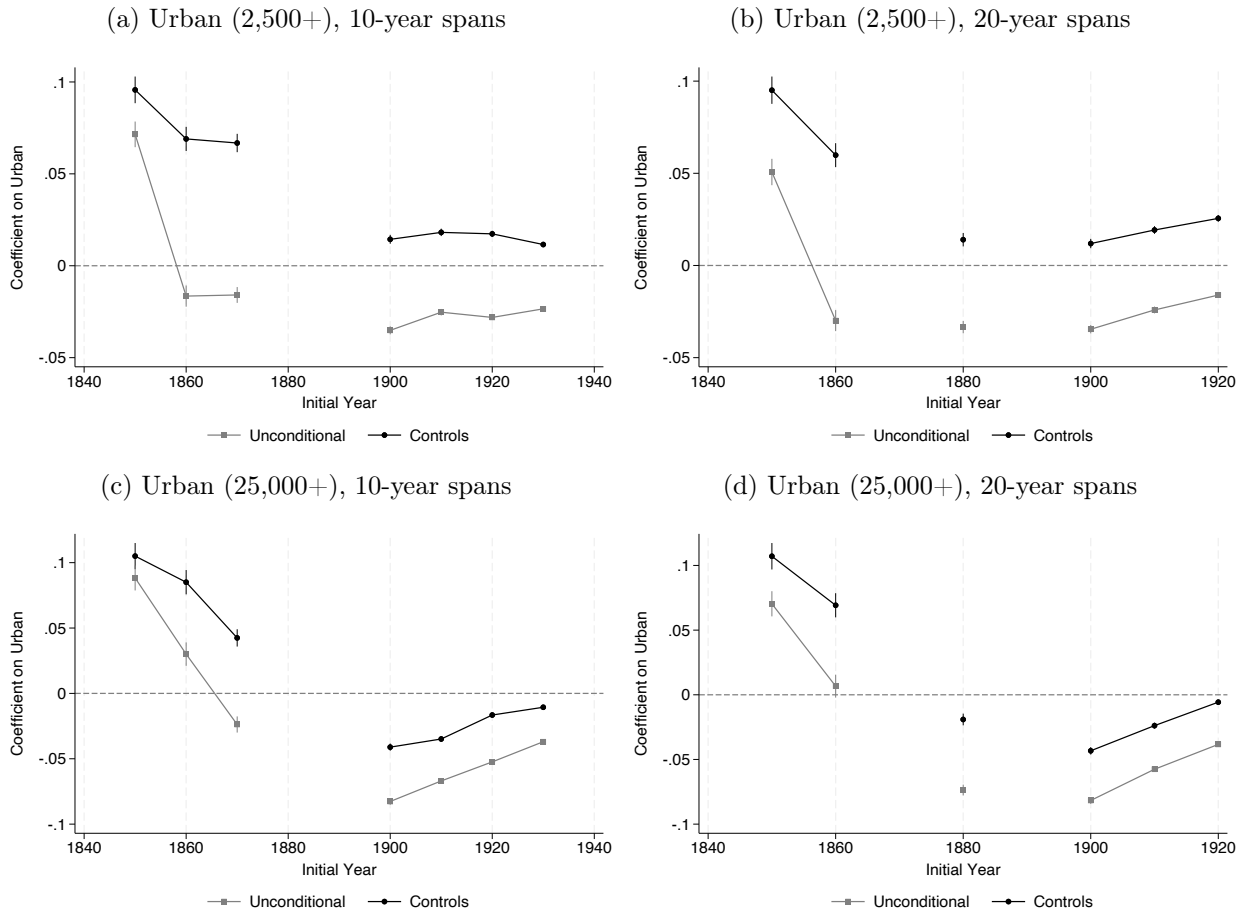 (a) Urban (2,500+), 10-year spans
.1
.05
0
-.05
Coefficient on Urban
1840 1860 1880 1900 1920 1940
Initial Year
Unconditional Controls
(b) Urban (2,500+), 20-year spans
.1
.05
0
-.05
Coefficient on Urban
1840 1860 1880 1900 1920
Initial Year
Unconditional Controls
(c) Urban (25,000+), 10-year spans
.1
.05
0
-.05
-.1
Coefficient on Urban
1840 1860 1880 1900 1920 1940
Initial Year
Unconditional Controls
(d) Urban (25,000+), 20-year spans
.1
.05
0
-.05
-.1
Coefficient on Urban
1840 1860 1880 1900 1920
Initial Year
Unconditional Controls